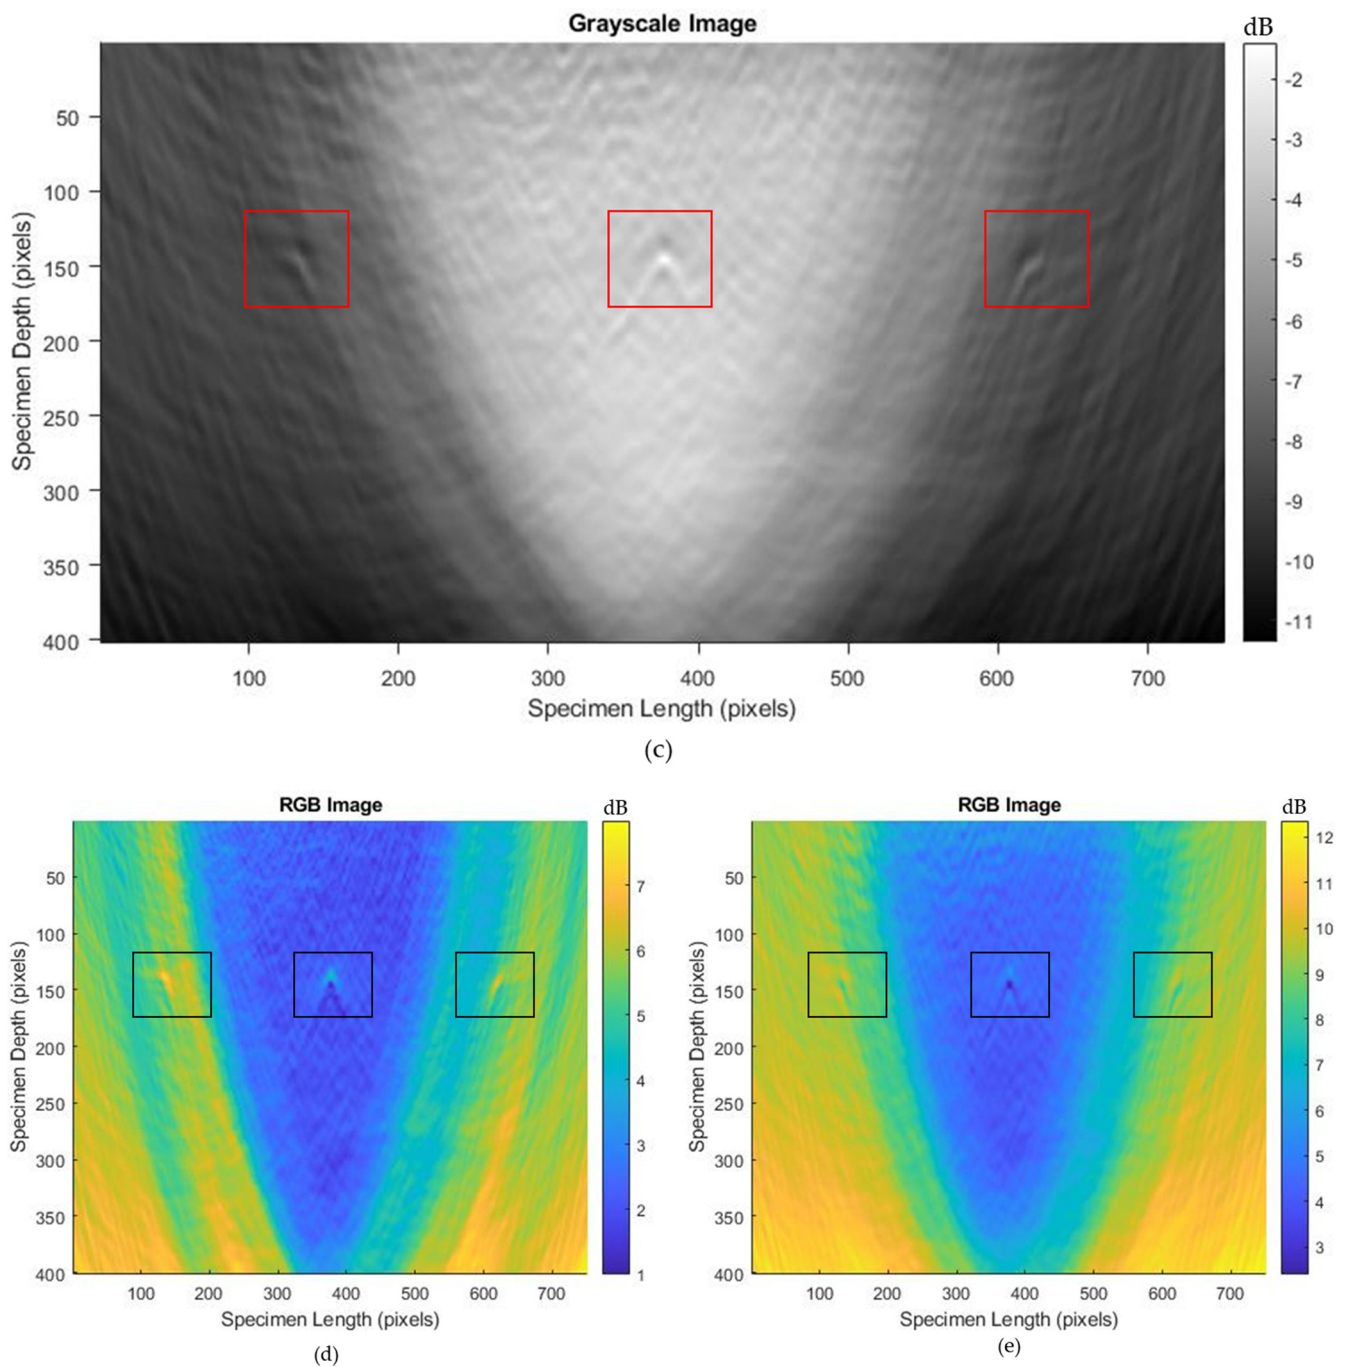 Grayscale Image
dB
Specimen Depth (pixels)
50
100
150
200
250
300
350
400
100 200 300 400 500 600 700
Specimen Length (pixels)
-2
-3
-4
-5
-6
-7
-8
-9
-10
-11
(c)
RGB Image
dB
Specimen Depth (pixels)
50
100
150
200
250
300
350
400
100 200 300 400 500 600 700
Specimen Length (pixels)
7
6
5
4
3
2
1
(d)
RGB Image
dB
Specimen Depth (pixels)
50
100
150
200
250
300
350
400
100 200 300 400 500 600 700
Specimen Length (pixels)
12
11
10
9
8
7
6
5
4
3
(e)